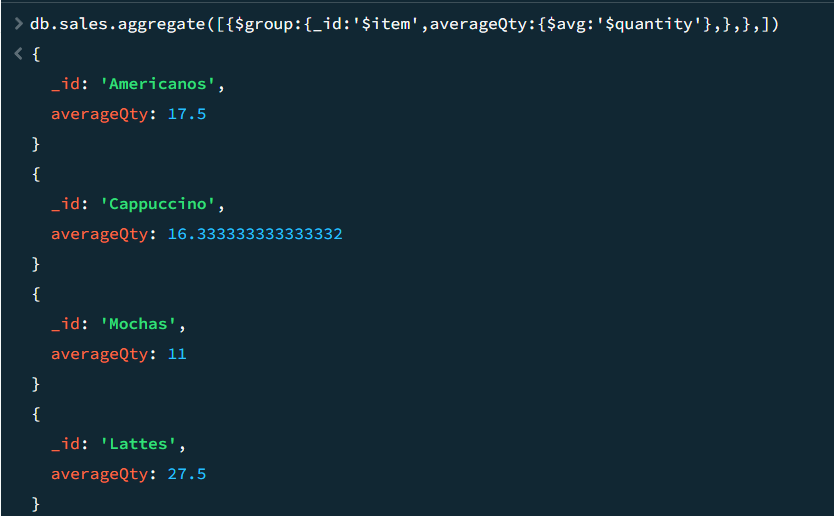 > db.sales.aggregate([{$group:{_id:'$item',averageQty:{$avg:'$quantity'},},},])
< {
_id: 'Americanos',
averageQty: 17.5
}
{
_id: 'Cappuccino',
averageQty: 16.333333333333332
}
{
_id: 'Mochas',
averageQty: 11
}
{
_id: 'Lattes',
averageQty: 27.5
}